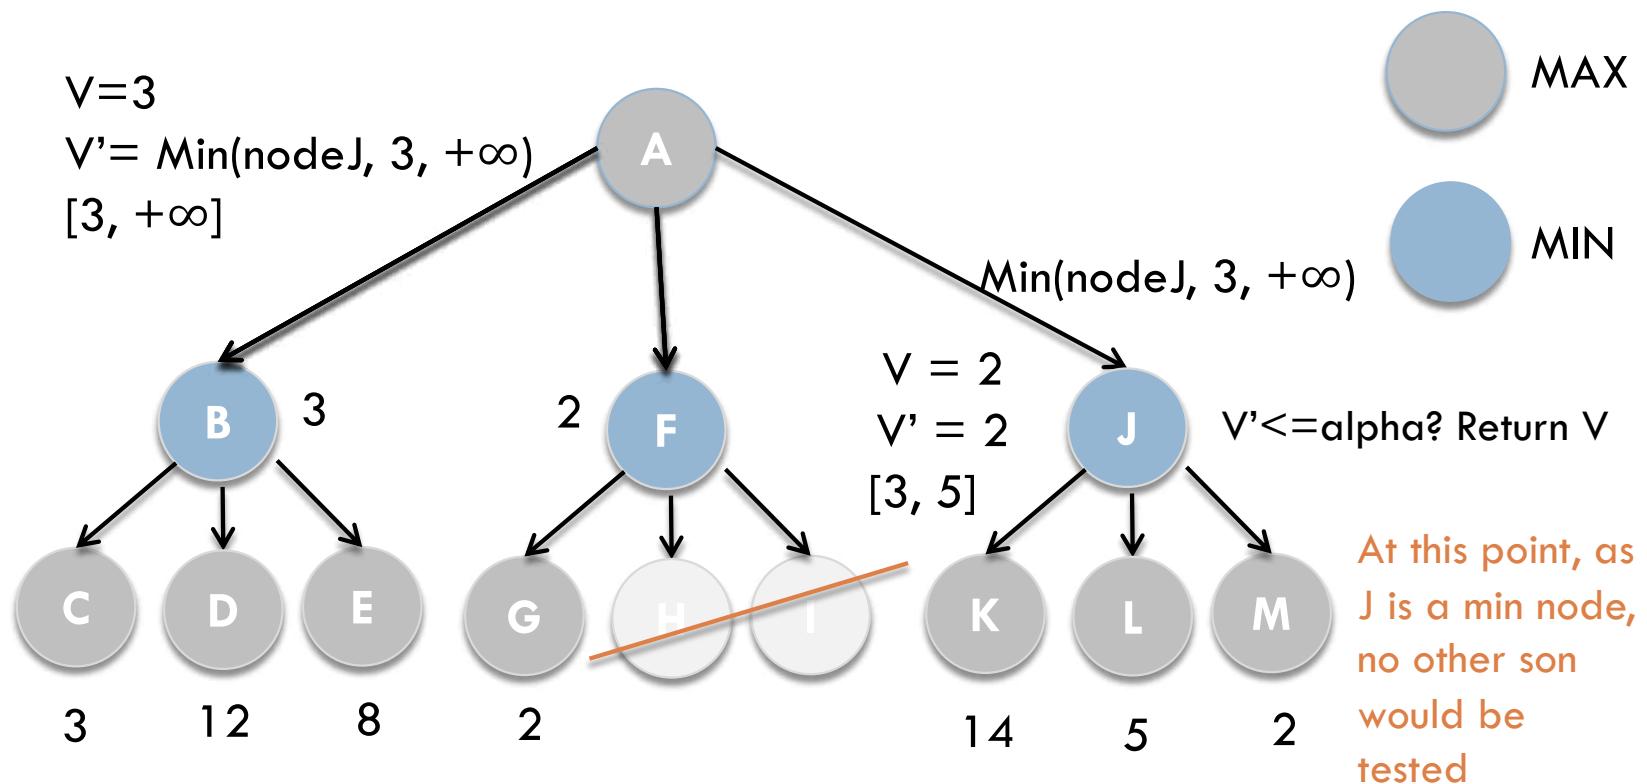 V=3
V'= Min(nodeJ, 3, +∞)
[3, +∞]
A
MAX
MIN
Min(nodeJ, 3, +∞)
B
3
2
F
V = 2
V' = 2
[3, 5]
J
V'<=alpha? Return V
C
D
E
G
H
I
K
L
M
3
12
8
2
14
5
2
At this point, as
J is a min node,
no other son
would be
tested